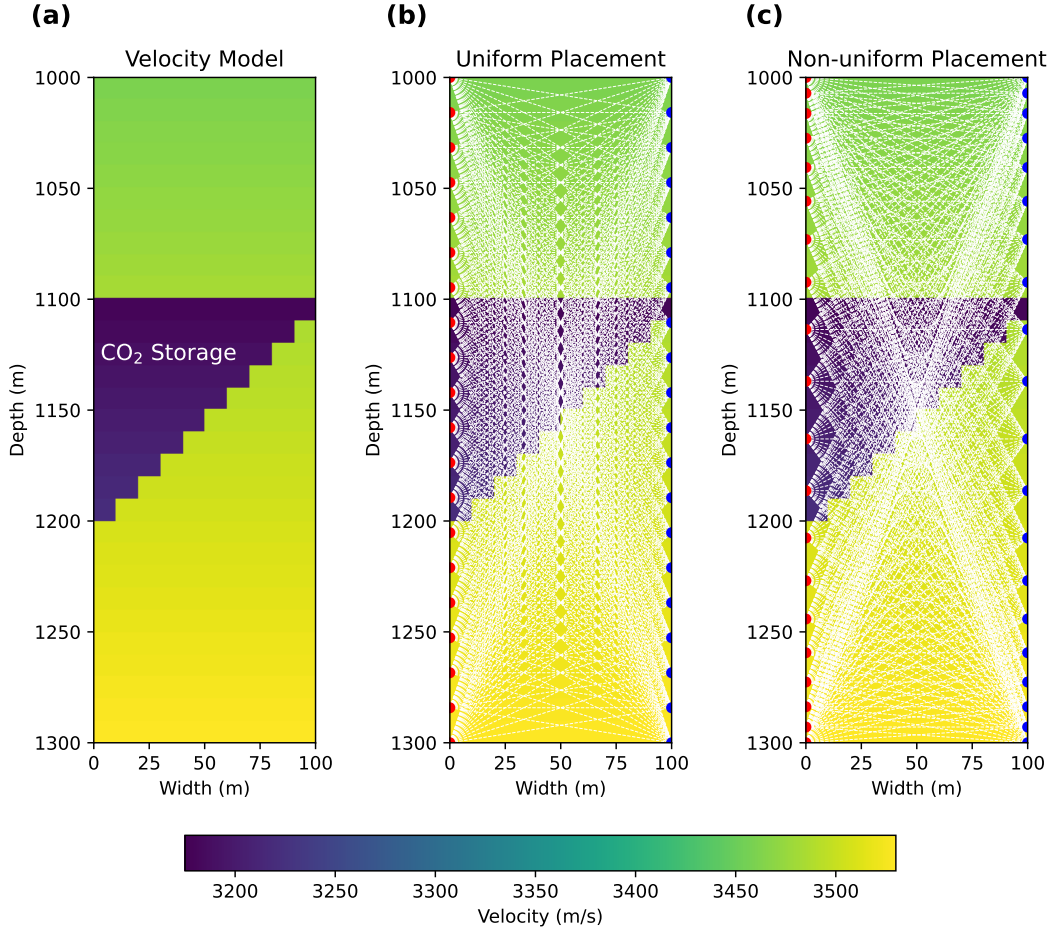 (a)
(b)
(c)
Velocity Model
Uniform Placement
Non-uniform Placement
1000
1050
1100
1150
1200
1250
1300
Depth (m)
CO₂ Storage
0 25 50 75 100
Width (m)
1000
1050
1100
1150
1200
1250
1300
Depth (m)
0 25 50 75 100
Width (m)
1000
1050
1100
1150
1200
1250
1300
Depth (m)
0 25 50 75 100
Width (m)
3200 3250 3300 3350 3400 3450 3500
Velocity (m/s)